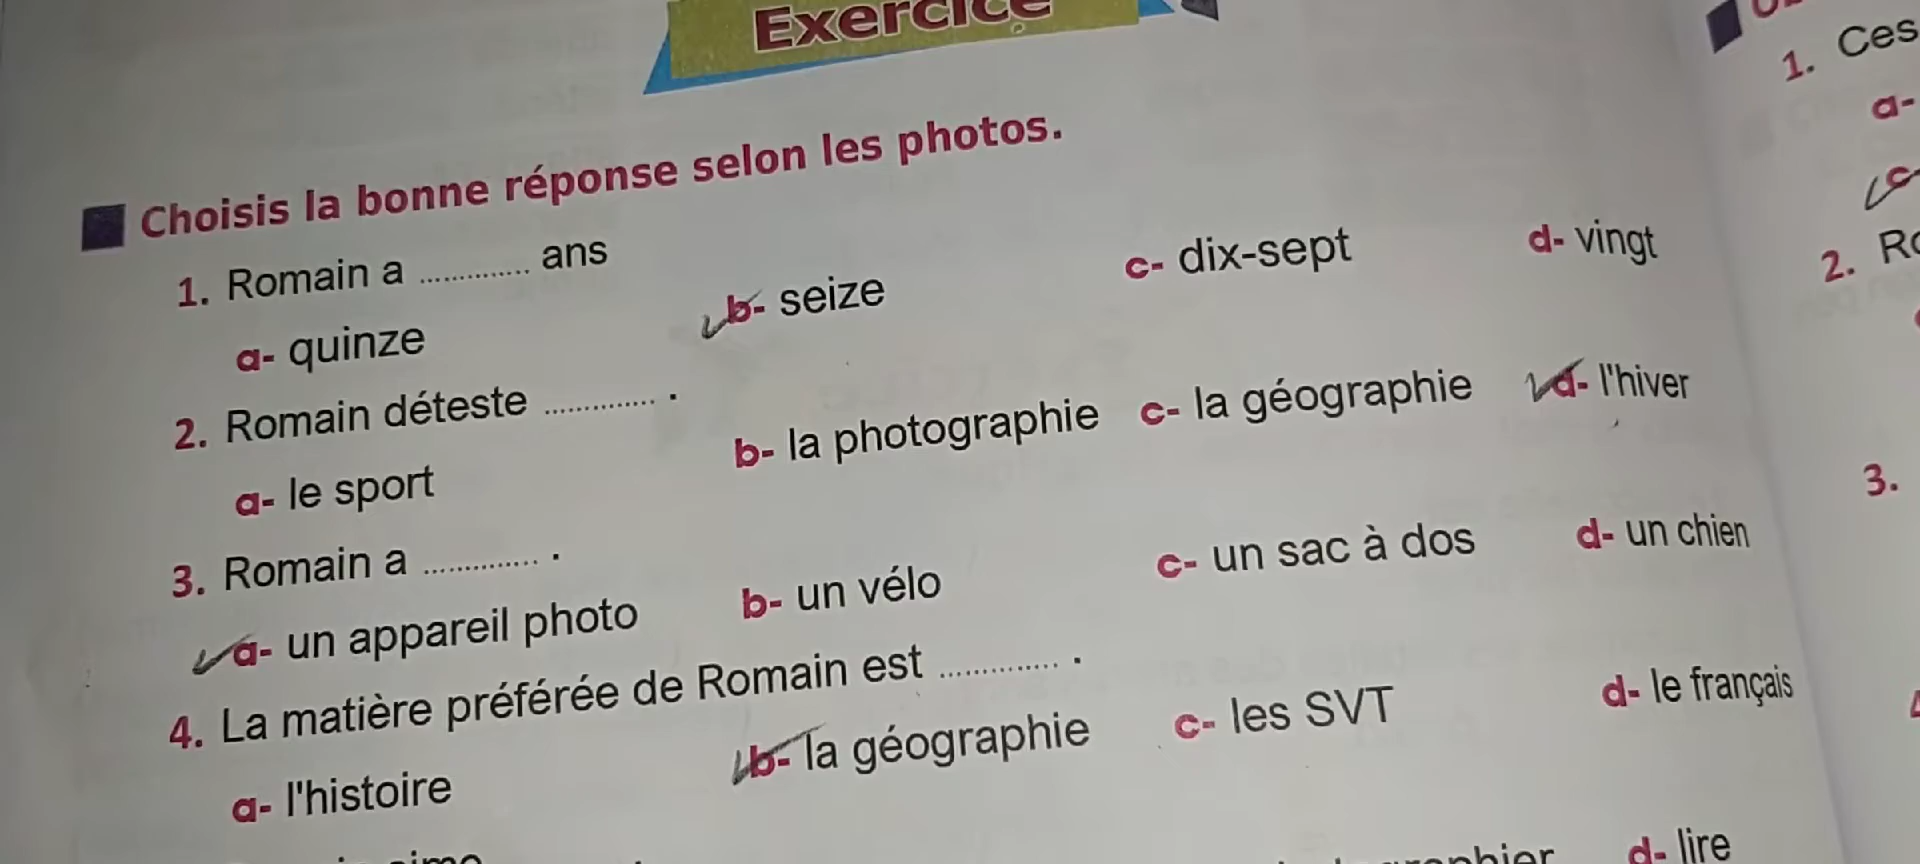 Exercice
Choisis la bonne réponse selon les photos.
1. Romain a ............. ans
a- quinze b- seize c- dix-sept d- vingt
2. Romain déteste ............. .
a- le sport b- la photographie c- la géographie d- l'hiver
3. Romain a ............. .
a- un appareil photo b- un vélo c- un sac à dos d- un chien
4. La matière préférée de Romain est ............. .
a- l'histoire b- la géographie c- les SVT d- le français
d- lire
1. Ces
a-
c-
2.
3.